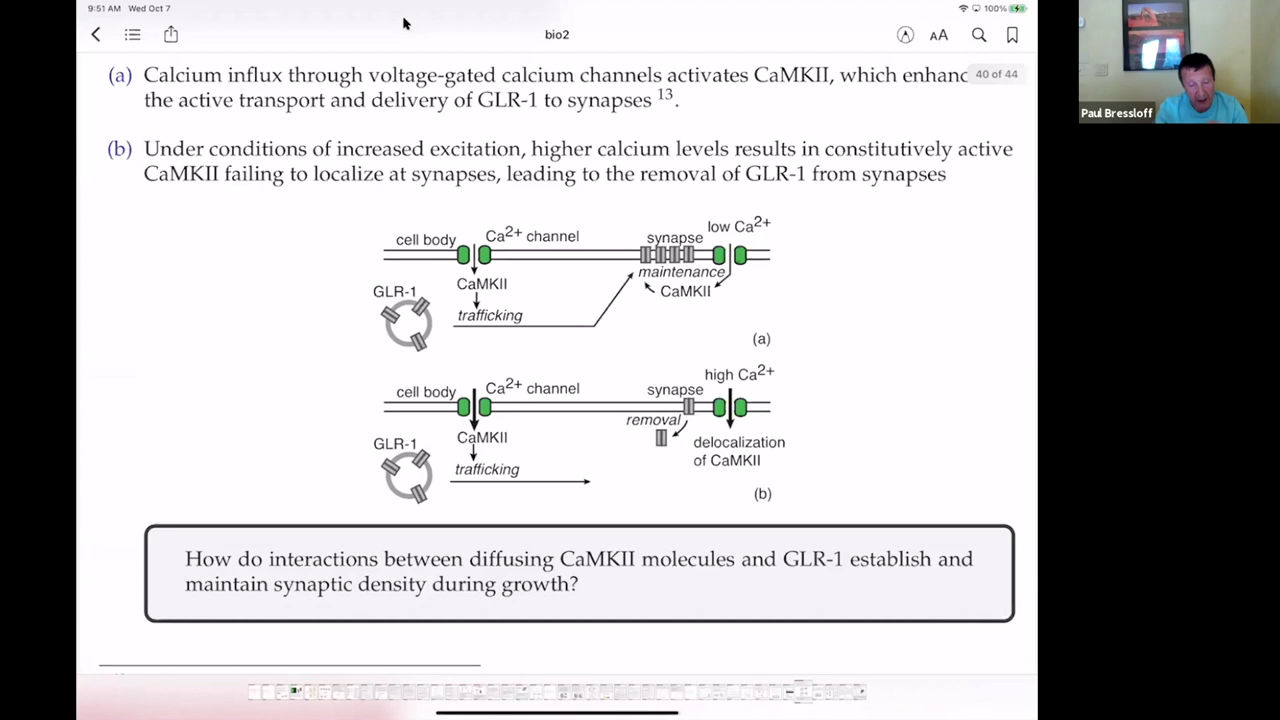 9:51 AM Wed Oct 7
100%
bio2
AA
40 of 44
(a) Calcium influx through voltage-gated calcium channels activates CaMKII, which enhanc
the active transport and delivery of GLR-1 to synapses 13.
(b) Under conditions of increased excitation, higher calcium levels results in constitutively active
CaMKII failing to localize at synapses, leading to the removal of GLR-1 from synapses
cell body
Ca2+ channel
synapse
low Ca2+
maintenance
CaMKII
CaMKII
GLR-1
trafficking
(a)
cell body
Ca2+ channel
synapse
high Ca2+
removal
CaMKII
GLR-1
delocalization
of CaMKII
trafficking
(b)
How do interactions between diffusing CaMKII molecules and GLR-1 establish and
maintain synaptic density during growth?
Paul Bressloff